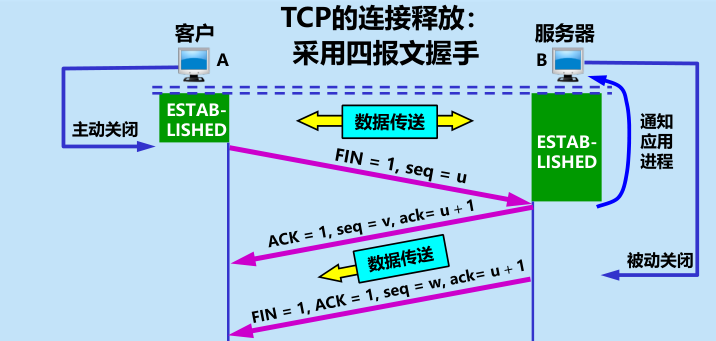 TCP的连接释放：
采用四报文握手
客户
A
服务器
B
主动关闭
ESTAB-
LISHED
数据传送
ESTAB-
LISHED
通知
应用
进程
FIN = 1, seq = u
ACK = 1, seq = v, ack= u + 1
数据传送
被动关闭
FIN = 1, ACK = 1, seq = w, ack= u + 1